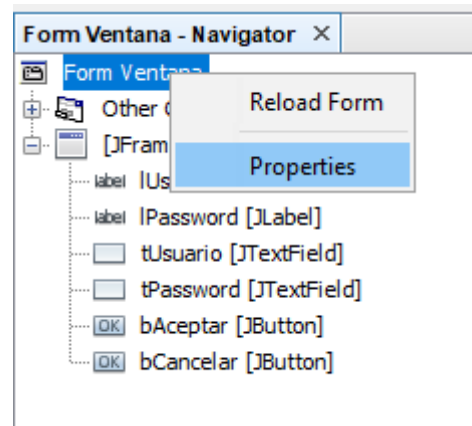 Form Ventana - Navigator ×
Form Ventana
Other
Reload Form
[JFram
Properties
label lUs
label lPassword [JLabel]
tUsuario [JTextField]
tPassword [JTextField]
OK bAceptar [JButton]
OK bCancelar [JButton]